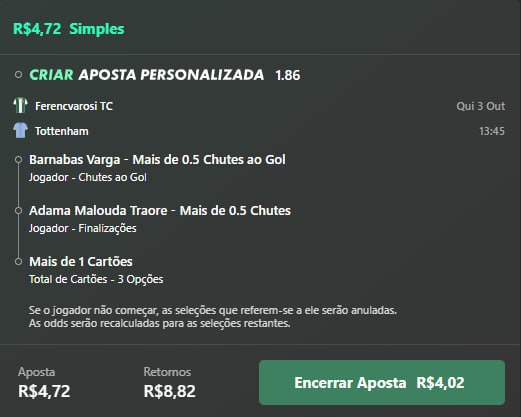 R$4,72 Simples
CRIAR APOSTA PERSONALIZADA 1.86
Ferencvarosi TC Qui 3 Out
Tottenham 13:45
Barnabas Varga - Mais de 0.5 Chutes ao Gol
Jogador - Chutes ao Gol
Adama Malouda Traore - Mais de 0.5 Chutes
Jogador - Finalizações
Mais de 1 Cartões
Total de Cartões - 3 Opções
Se o jogador não começar, as seleções que referem-se a ele serão anuladas.
As odds serão recalculadas para as seleções restantes.
Aposta Retornos
R$4,72 R$8,82 Encerrar Aposta R$4,02